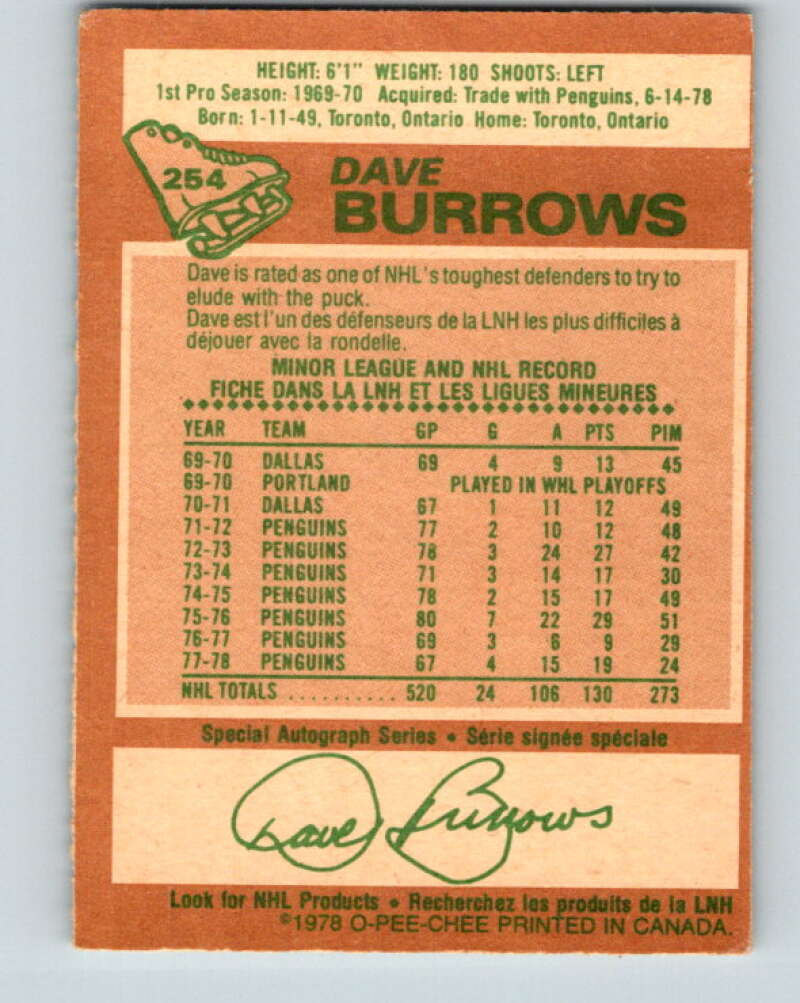 HEIGHT: 6'1" WEIGHT: 180 SHOOTS: LEFT
1st Pro Season: 1969-70 Acquired: Trade with Penguins, 6-14-78
Born: 1-11-49, Toronto, Ontario Home: Toronto, Ontario
254
DAVE
BURROWS
Dave is rated as one of NHL's toughest defenders to try to
elude with the puck.
Dave est l'un des défenseurs de la LNH les plus difficiles à
déjouer avec la rondelle.
MINOR LEAGUE AND NHL RECORD
FICHE DANS LA LNH ET LES LIGUES MINEURES
YEAR TEAM GP G A PTS PIM
69-70 DALLAS 69 4 9 13 45
69-70 PORTLAND PLAYED IN WHL PLAYOFFS
70-71 DALLAS 67 1 11 12 49
71-72 PENGUINS 77 2 10 12 48
72-73 PENGUINS 78 3 24 27 42
73-74 PENGUINS 71 3 14 17 30
74-75 PENGUINS 78 2 15 17 49
75-76 PENGUINS 80 7 22 29 51
76-77 PENGUINS 69 3 6 9 29
77-78 PENGUINS 67 4 15 19 24
NHL TOTALS .......... 520 24 106 130 273
Special Autograph Series • Série signée spéciale
Dave Burrows
Look for NHL Products • Recherchez les produits de la LNH
©1978 O-PEE-CHEE PRINTED IN CANADA.